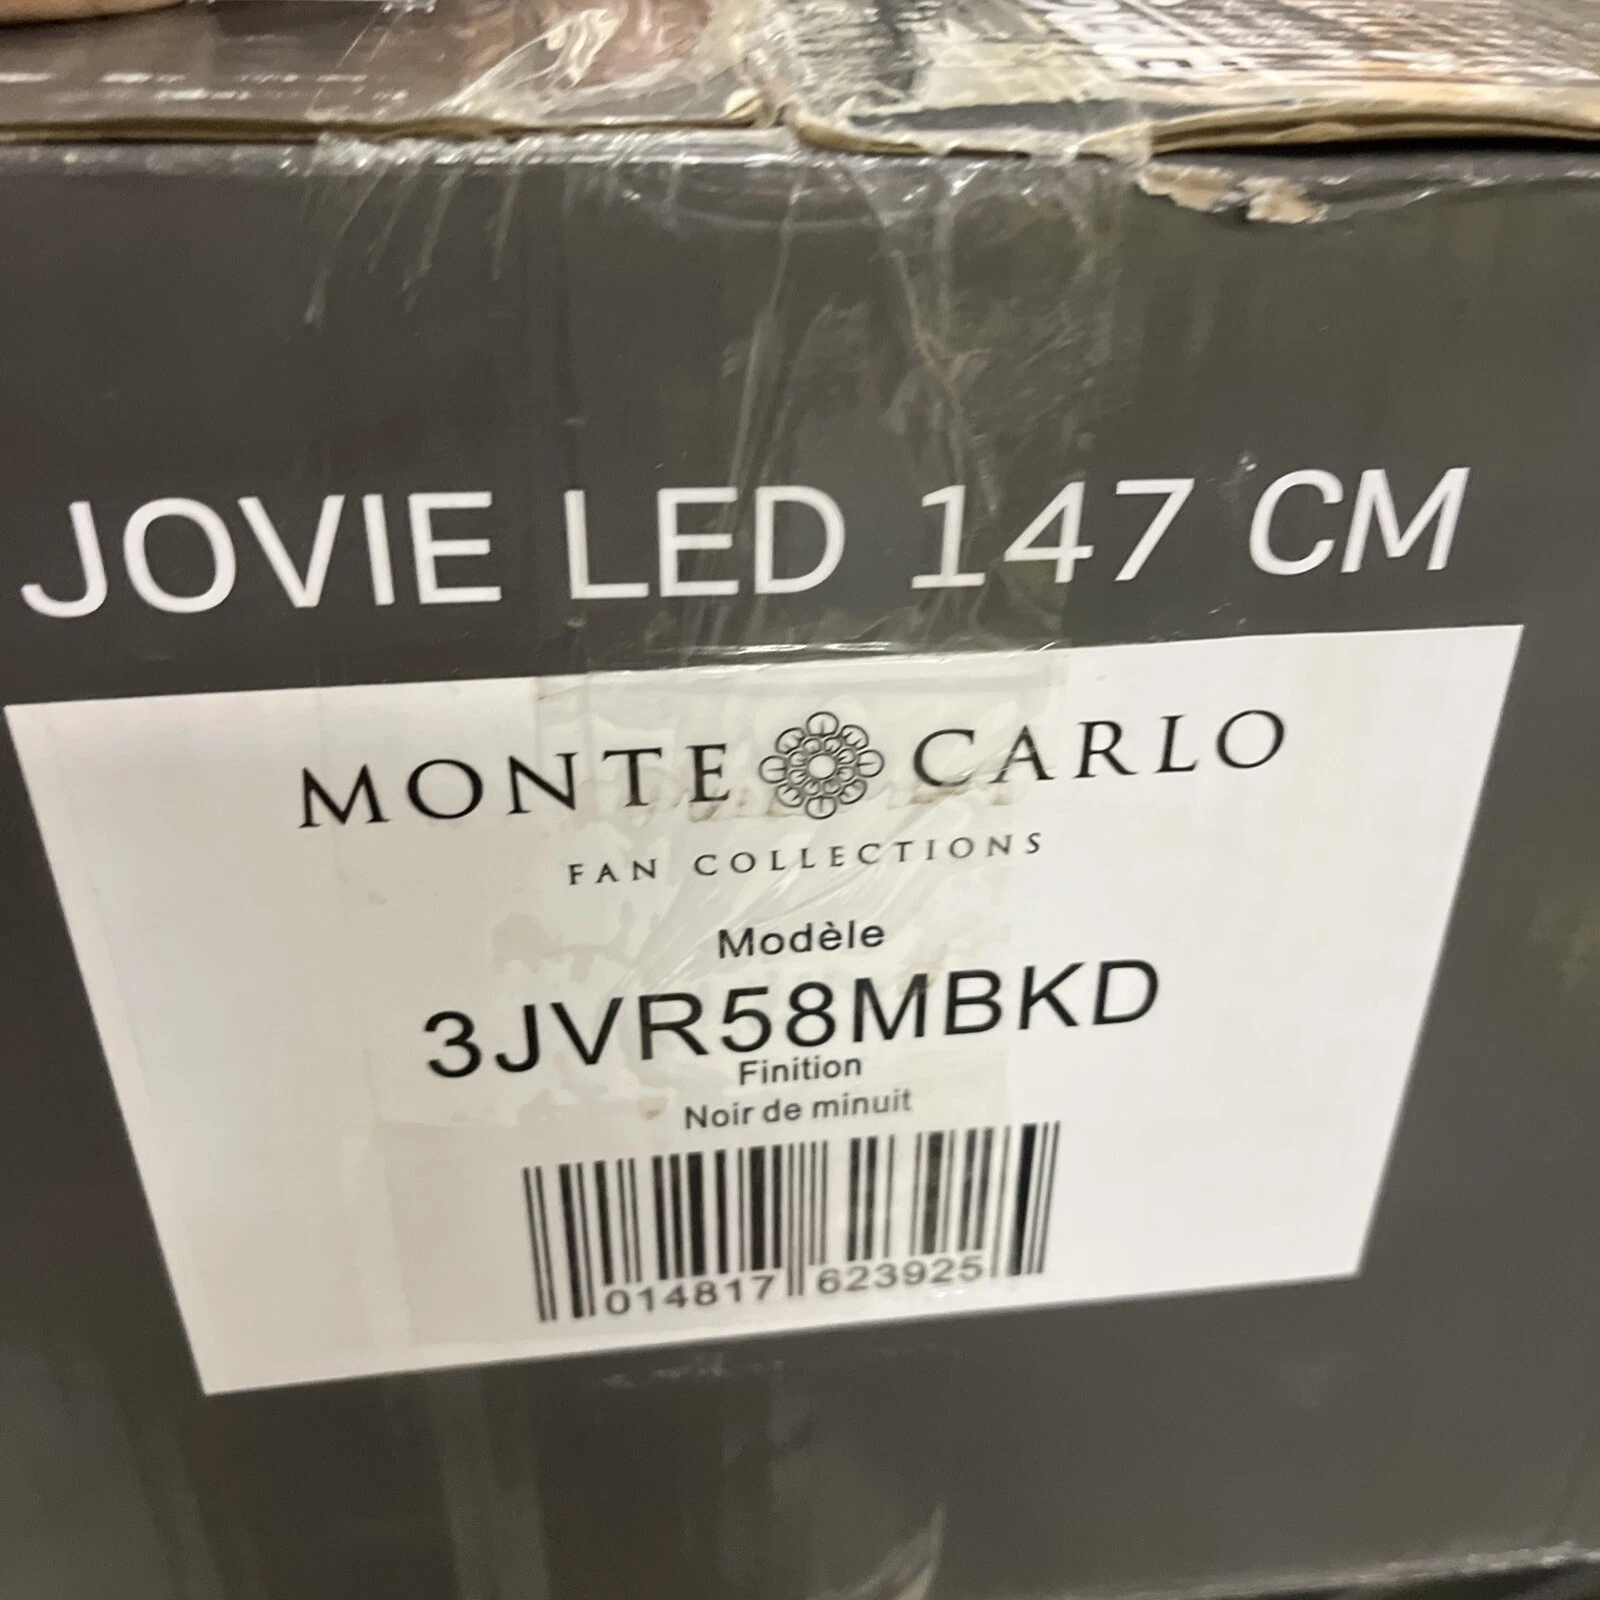 JOVIE LED 147 CM
MONTE CARLO
FAN COLLECTIONS
Modèle
3JVR58MBKD
Finition
Noir de minuit
014817 623925